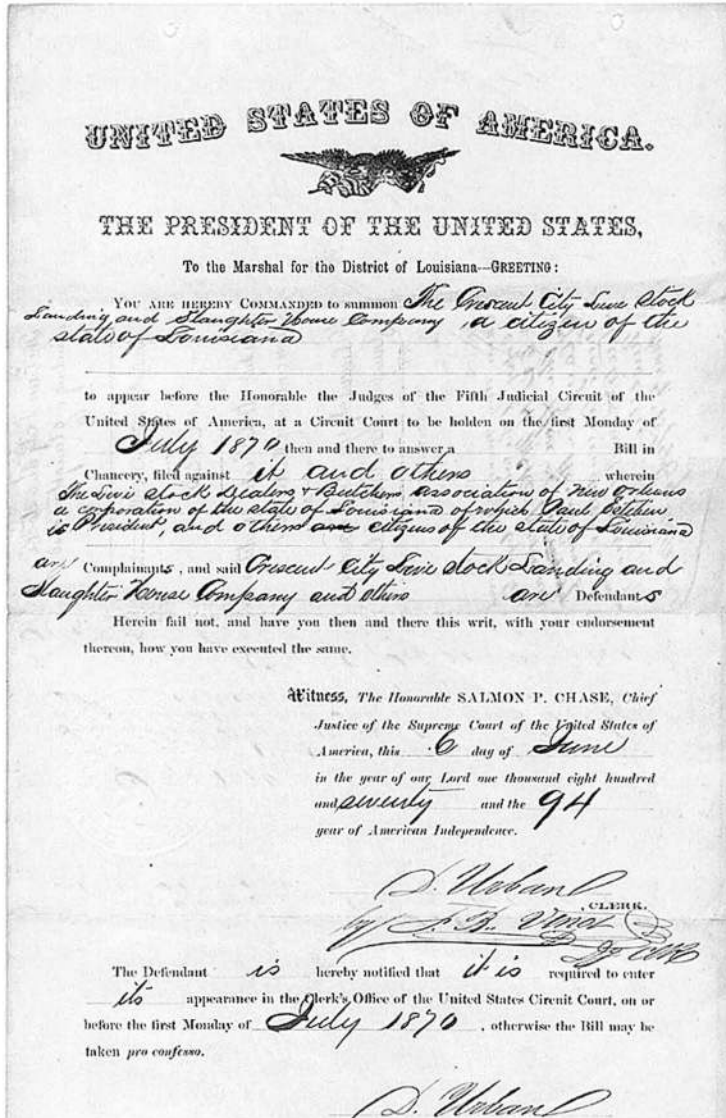 UNITED STATES OF AMERICA.
THE PRESIDENT OF THE UNITED STATES,
To the Marshal for the District of Louisiana—GREETING:
YOU ARE HEREBY COMMANDED to summon The Crescent City Live Stock
Landing and Slaughter House Company, a citizen of the
state of Louisiana
to appear before the Honorable the Judges of the Fifth Judicial Circuit of the
United States of America, at a Circuit Court to be holden on the first Monday of
July 1870 then and there to answer a Bill in
Chancery, filed against it and others wherein
The Live Stock Dealers & Butchers association of New Orleans
a corporation of the state of Louisiana of which Paul
is President, and others are citizens of the state of Louisiana
are Complainants, and said Crescent City Live Stock Landing and
Slaughter House Company and others are Defendants
Herein fail not, and have you then and there this writ, with your endorsement
thereon, how you have executed the same.
Witness, The Honorable SALMON P. CHASE, Chief
Justice of the Supreme Court of the United States of
America, this 6 day of June
in the year of our Lord one thousand eight hundred
and seventy and the 94
year of American Independence.
, CLERK.
by
The Defendant is hereby notified that it is required to enter
its appearance in the Clerk's Office of the United States Circuit Court, on or
before the first Monday of July 1870, otherwise the Bill may be
taken pro confesso.